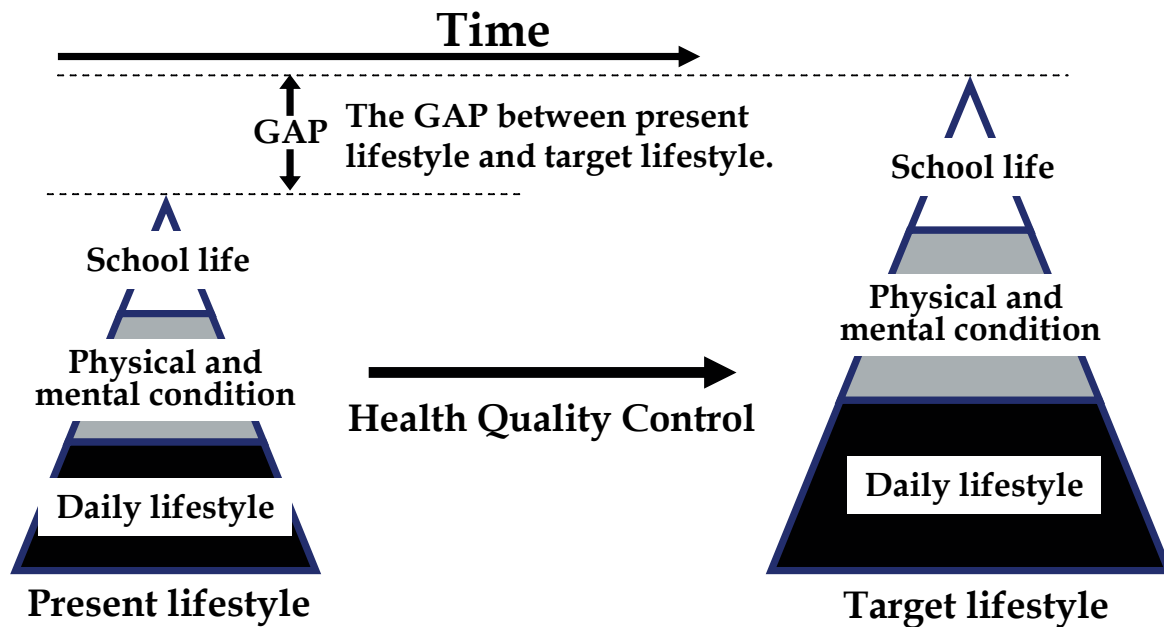 Time
GAP
The GAP between present
lifestyle and target lifestyle.
School life
Physical and
mental condition
Daily lifestyle
Present lifestyle
Health Quality Control
School life
Physical and
mental condition
Daily lifestyle
Target lifestyle